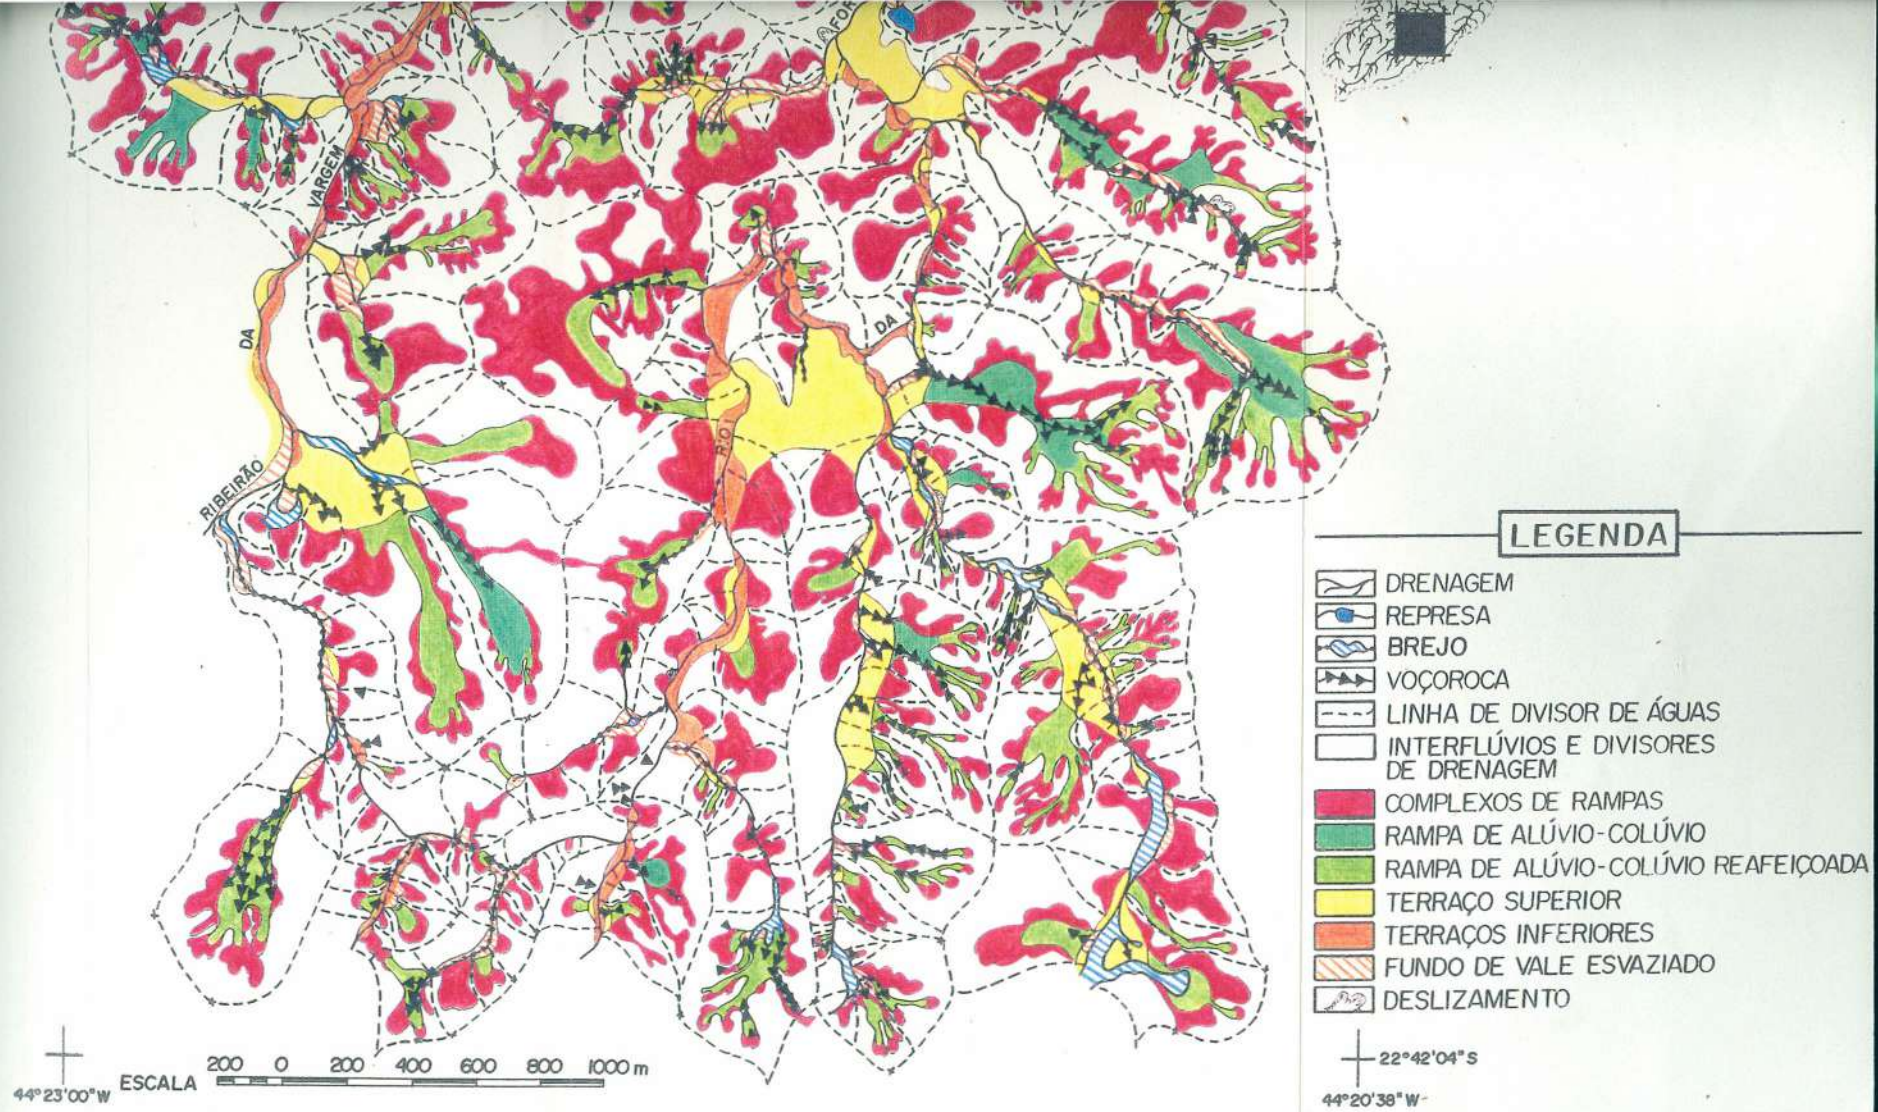 FOR
VARGEM
DA
DA
RIO
RIBEIRÃO
LEGENDA
DRENAGEM
REPRESA
BREJO
VOÇOROCA
LINHA DE DIVISOR DE ÁGUAS
INTERFLÚVIOS E DIVISORES
DE DRENAGEM
COMPLEXOS DE RAMPAS
RAMPA DE ALÚVIO-COLÚVIO
RAMPA DE ALÚVIO-COLÚVIO REAFEIÇOADA
TERRAÇO SUPERIOR
TERRAÇOS INFERIORES
FUNDO DE VALE ESVAZIADO
DESLIZAMENTO
22°42'04"S
44°20'38"W
44°23'00"W
ESCALA
200 0 200 400 600 800 1000 m